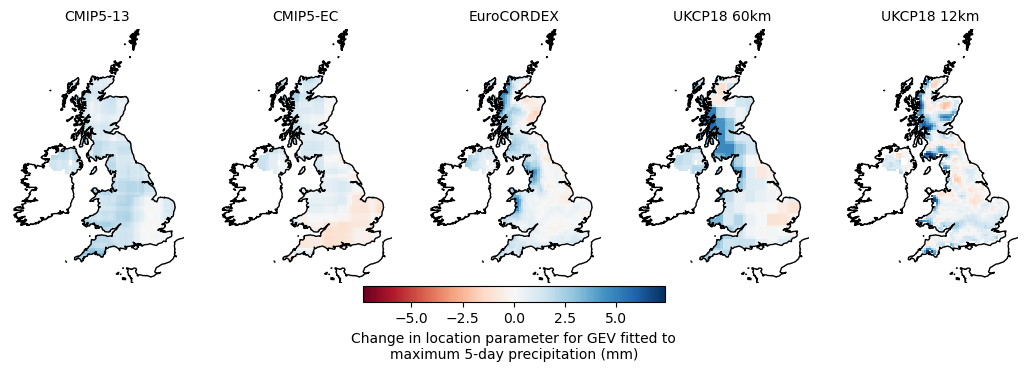 CMIP5-13
CMIP5-EC
EuroCORDEX
UKCP18 60km
UKCP18 12km
−5.0
−2.5
0.0
2.5
5.0
Change in location parameter for GEV fitted to
maximum 5-day precipitation (mm)